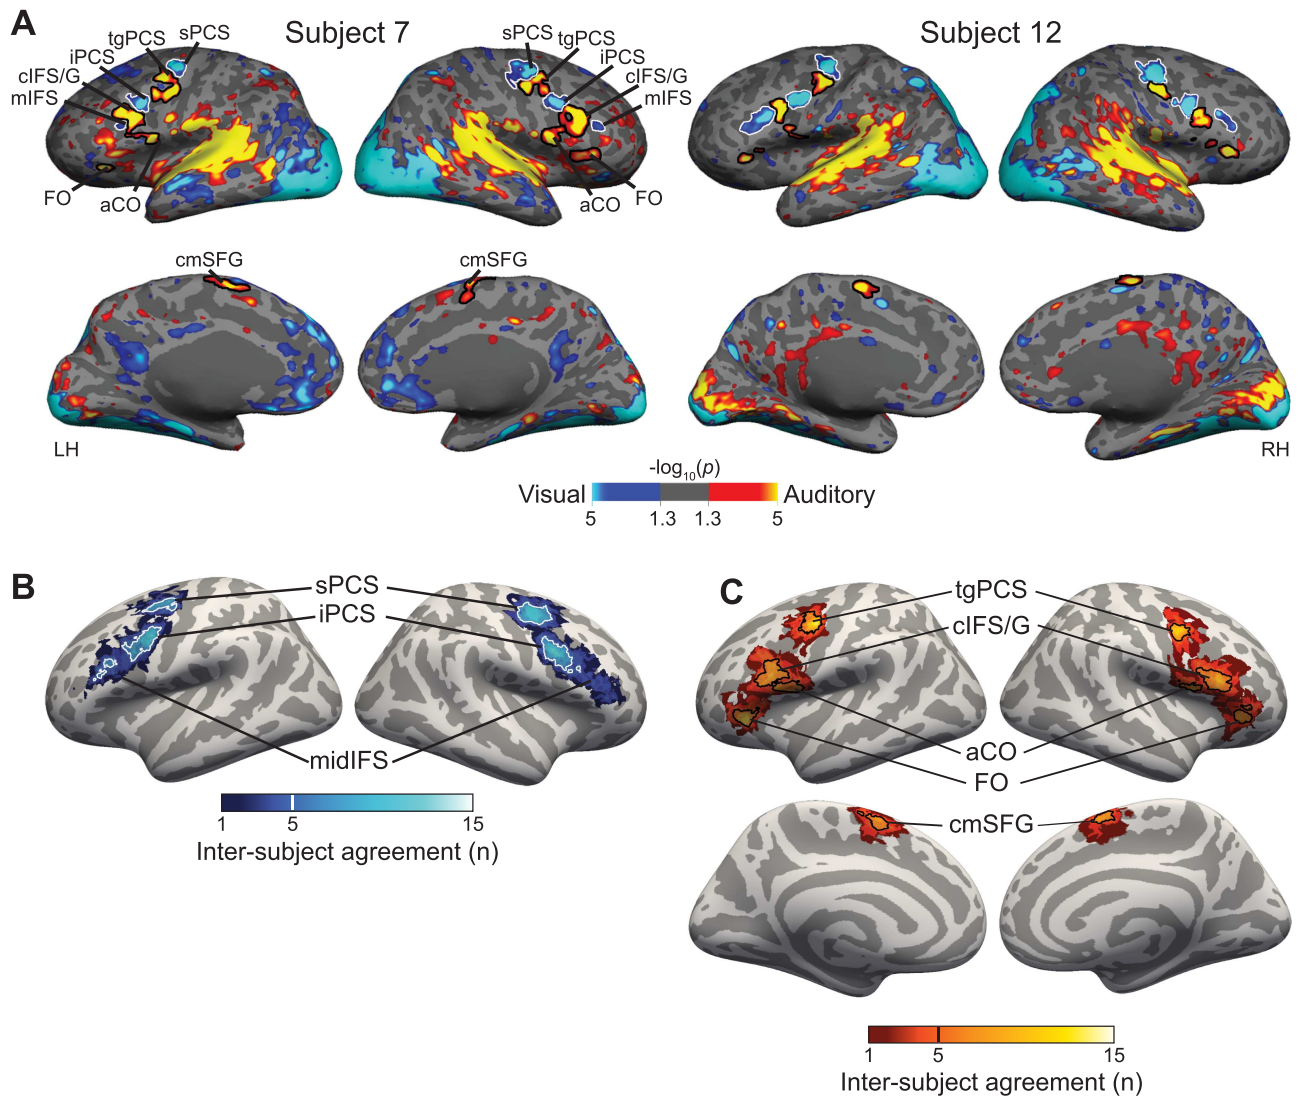 A
Subject 7
Subject 12
tgPCS
sPCS
iPCS
cIFS/G
mIFS
FO
aCO
sPCS
tgPCS
iPCS
cIFS/G
mIFS
aCO
FO
cmSFG
cmSFG
LH
RH
-log10(p)
Visual
Auditory
5
1.3
1.3
5
B
sPCS
iPCS
midIFS
1
5
15
Inter-subject agreement (n)
C
tgPCS
cIFS/G
aCO
FO
cmSFG
1
5
15
Inter-subject agreement (n)